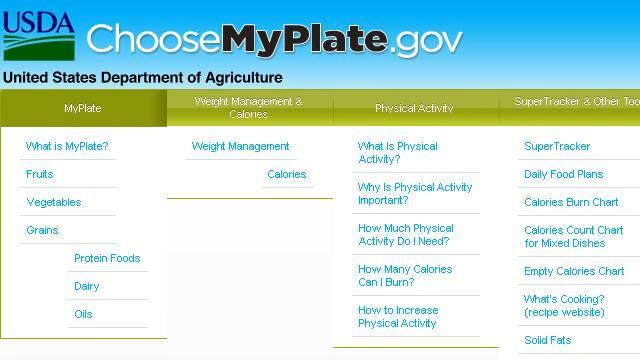 USDA
ChooseMyPlate.gov
United States Department of Agriculture
MyPlate
Weight Management &
Calories
Physical Activity
SuperTracker & Other Too
What is MyPlate?
Fruits
Vegetables
Grains
Protein Foods
Dairy
Oils
Weight Management
Calories
What Is Physical
Activity?
Why Is Physical Activity
Important?
How Much Physical
Activity Do I Need?
How Many Calories
Can I Burn?
How to Increase
Physical Activity
SuperTracker
Daily Food Plans
Calories Burn Chart
Calories Count Chart
for Mixed Dishes
Empty Calories Chart
What's Cooking?
(recipe website)
Solid Fats